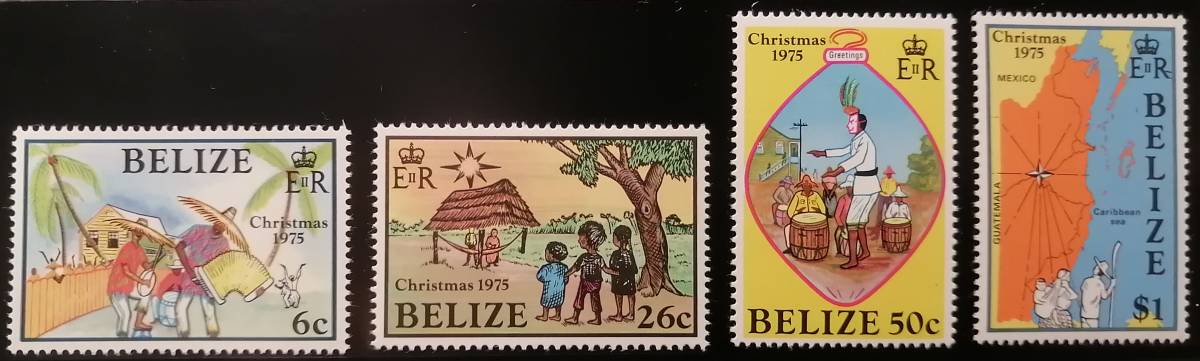 BELIZE
EIIR
Christmas
1975
6c
EIIR
Christmas 1975
BELIZE 26c
Christmas
1975
Greetings
EIIR
BELIZE 50c
Christmas
1975
EIIR
MEXICO
BELIZE
GUATEMALA
Caribbean
sea
$1